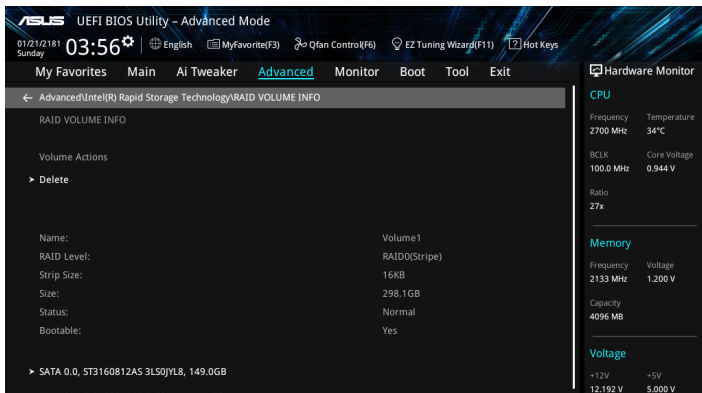 ASUS UEFI BIOS Utility – Advanced Mode
01/21/2181 Sunday 03:56 English MyFavorite(F3) Qfan Control(F6) EZ Tuning Wizard(F11) ? Hot Keys
My Favorites Main Ai Tweaker Advanced Monitor Boot Tool Exit
Advanced\Intel(R) Rapid Storage Technology\RAID VOLUME INFO
RAID VOLUME INFO
Volume Actions
Delete
Name: Volume1
RAID Level: RAID0(Stripe)
Strip Size: 16KB
Size: 298.1GB
Status: Normal
Bootable: Yes
SATA 0.0, ST3160812AS 3LS0JYL8, 149.0GB
Hardware Monitor
CPU
Frequency Temperature
2700 MHz 34°C
BCLK Core Voltage
100.0 MHz 0.944 V
Ratio
27x
Memory
Frequency Voltage
2133 MHz 1.200 V
Capacity
4096 MB
Voltage
+12V +5V
12.192 V 5.000 V